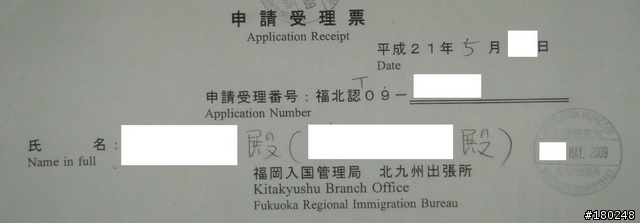 申請受理票
Application Receipt
平成21年5月 日
Date
T
申請受理番号：福北認09－
Application Number
氏 名： 殿( 殿)
Name in full
MAY. 2009
福岡入国管理局 北九州出張所
Kitakyushu Branch Office
Fukuoka Regional Immigration Bureau
#180248